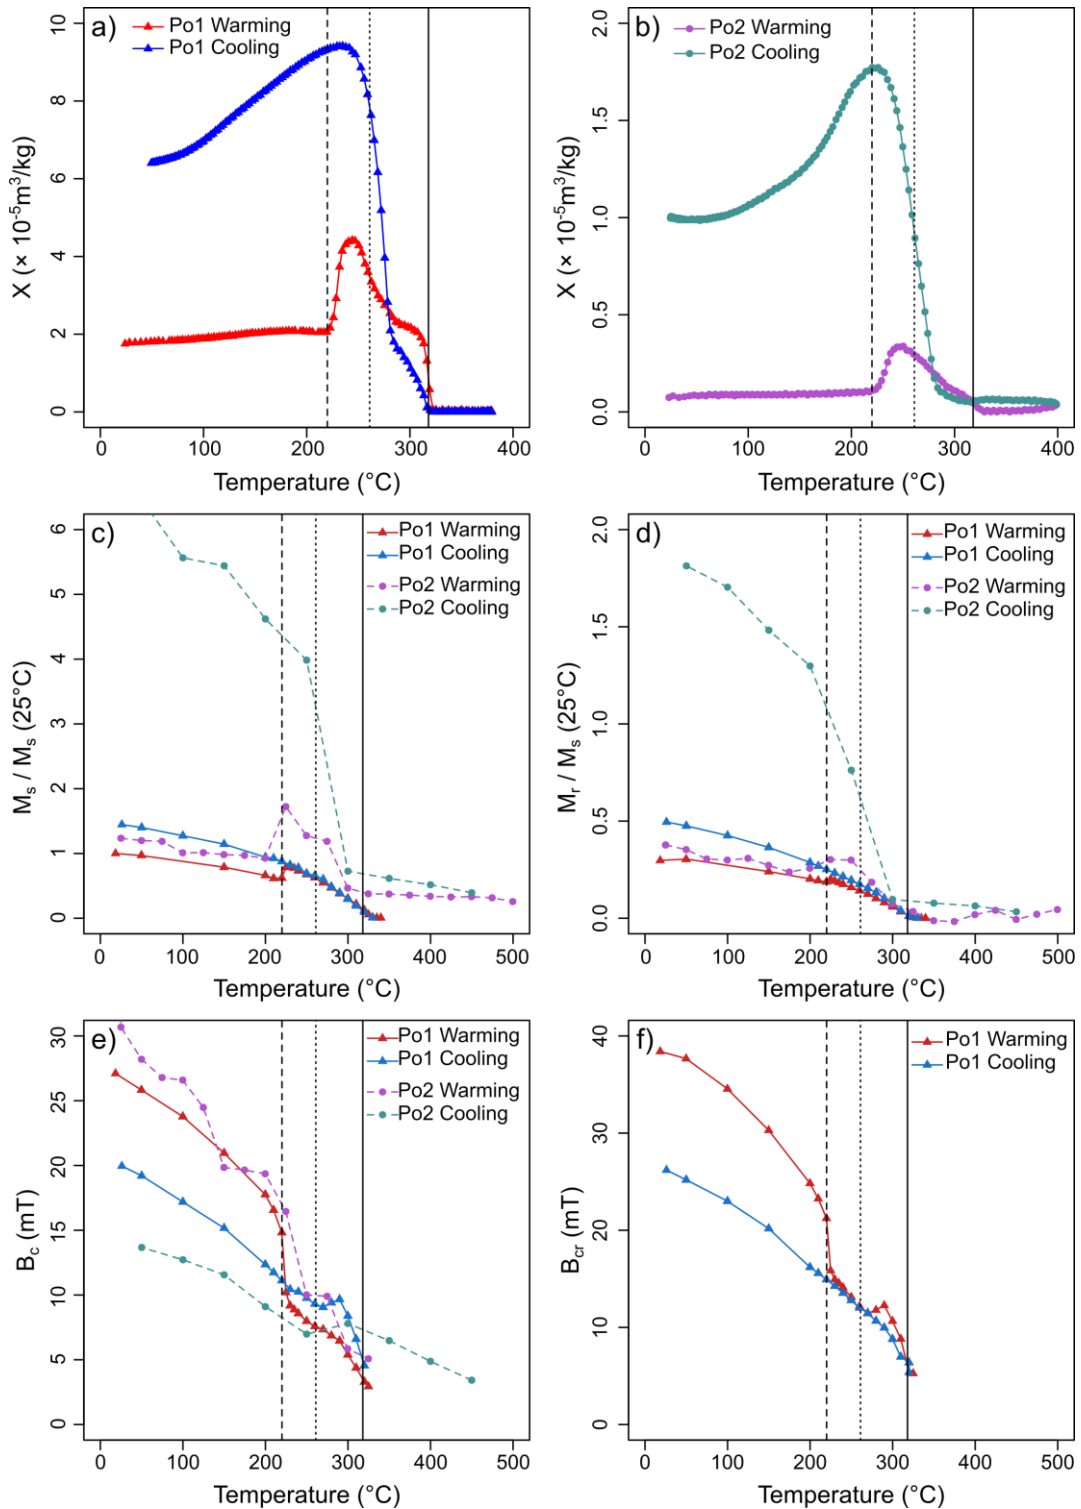 a)
Po1 Warming
Po1 Cooling
X (× 10⁻⁵m³/kg)
10
8
6
4
2
0
0 100 200 300 400
Temperature (°C)
b)
Po2 Warming
Po2 Cooling
X (× 10⁻⁵m³/kg)
2.0
1.5
1.0
0.5
0.0
0 100 200 300 400
Temperature (°C)
c)
Po1 Warming
Po1 Cooling
Po2 Warming
Po2 Cooling
Mₛ / Mₛ (25°C)
6
5
4
3
2
1
0
0 100 200 300 400 500
Temperature (°C)
d)
Po1 Warming
Po1 Cooling
Po2 Warming
Po2 Cooling
Mᵣ / Mₛ (25°C)
2.0
1.5
1.0
0.5
0.0
0 100 200 300 400 500
Temperature (°C)
e)
Po1 Warming
Po1 Cooling
Po2 Warming
Po2 Cooling
B_c (mT)
30
25
20
15
10
5
0
0 100 200 300 400 500
Temperature (°C)
f)
Po1 Warming
Po1 Cooling
B_cr (mT)
40
30
20
10
0
0 100 200 300 400 500
Temperature (°C)